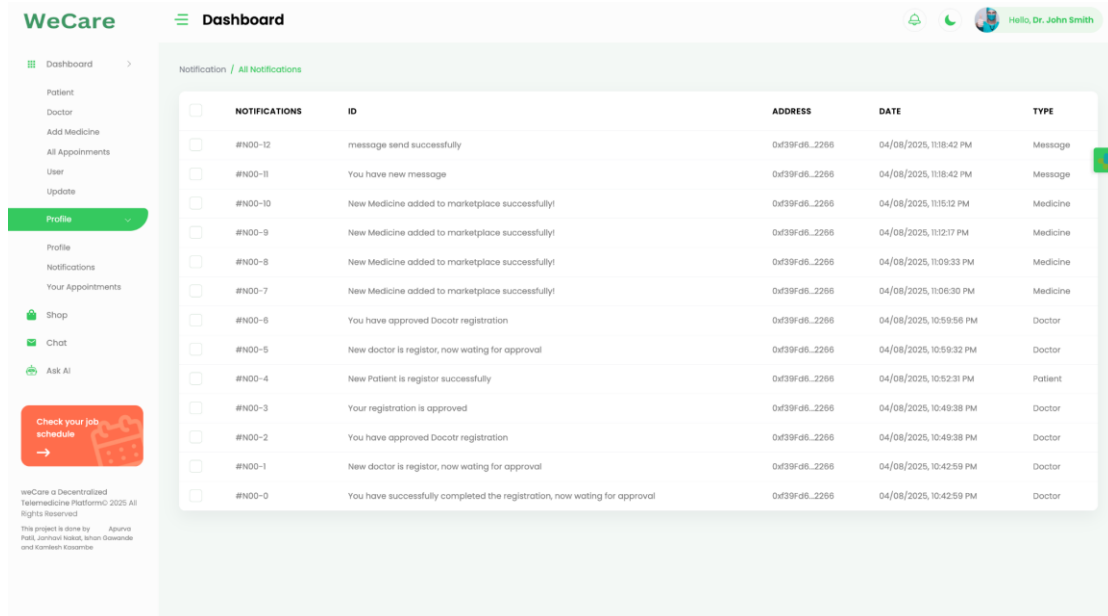 WeCare
Dashboard
Hello, Dr. John Smith
Dashboard
Patient
Doctor
Add Medicine
All Appoinments
User
Update
Profile
Profile
Notifications
Your Appointments
Shop
Chat
Ask AI
Check your job
schedule
weCare a Decentralized
Telemedicine Platform© 2025 All
Rights Reserved
This project is done by Apurva
Patil, Janhavi Nakat, Ishan Gawande
and Kamlesh Kosambe
Notification / All Notifications
NOTIFICATIONS ID ADDRESS DATE TYPE
#N00-12 message send successfully 0xf39Fd6...2266 04/08/2025, 11:18:42 PM Message
#N00-11 You have new message 0xf39Fd6...2266 04/08/2025, 11:18:42 PM Message
#N00-10 New Medicine added to marketplace successfully! 0xf39Fd6...2266 04/08/2025, 11:15:12 PM Medicine
#N00-9 New Medicine added to marketplace successfully! 0xf39Fd6...2266 04/08/2025, 11:12:17 PM Medicine
#N00-8 New Medicine added to marketplace successfully! 0xf39Fd6...2266 04/08/2025, 11:09:33 PM Medicine
#N00-7 New Medicine added to marketplace successfully! 0xf39Fd6...2266 04/08/2025, 11:06:30 PM Medicine
#N00-6 You have approved Docotr registration 0xf39Fd6...2266 04/08/2025, 10:59:56 PM Doctor
#N00-5 New doctor is registor, now wating for approval 0xf39Fd6...2266 04/08/2025, 10:59:32 PM Doctor
#N00-4 New Patient is registor successfully 0xf39Fd6...2266 04/08/2025, 10:52:31 PM Patient
#N00-3 Your registration is approved 0xf39Fd6...2266 04/08/2025, 10:49:38 PM Doctor
#N00-2 You have approved Docotr registration 0xf39Fd6...2266 04/08/2025, 10:49:38 PM Doctor
#N00-1 New doctor is registor, now wating for approval 0xf39Fd6...2266 04/08/2025, 10:42:59 PM Doctor
#N00-0 You have successfully completed the registration, now wating for approval 0xf39Fd6...2266 04/08/2025, 10:42:59 PM Doctor